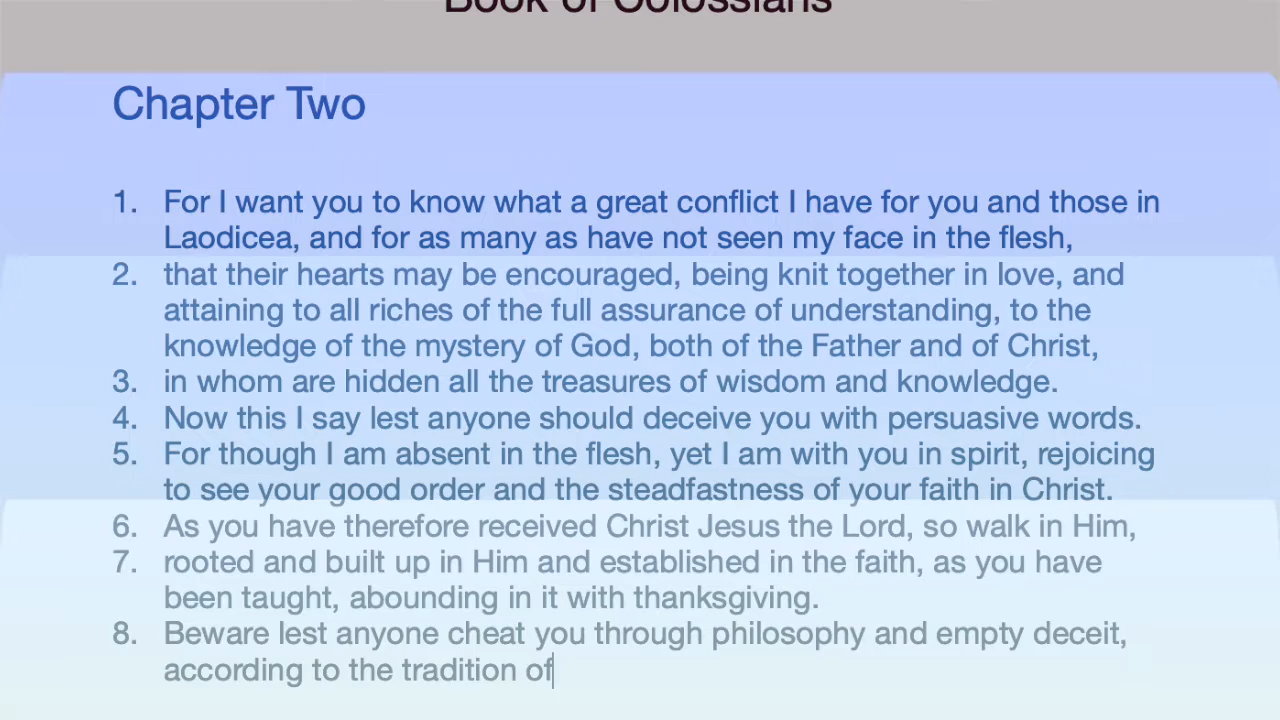 Book of Colossians
Chapter Two
1. For I want you to know what a great conflict I have for you and those in
Laodicea, and for as many as have not seen my face in the flesh,
2. that their hearts may be encouraged, being knit together in love, and
attaining to all riches of the full assurance of understanding, to the
knowledge of the mystery of God, both of the Father and of Christ,
3. in whom are hidden all the treasures of wisdom and knowledge.
4. Now this I say lest anyone should deceive you with persuasive words.
5. For though I am absent in the flesh, yet I am with you in spirit, rejoicing
to see your good order and the steadfastness of your faith in Christ.
6. As you have therefore received Christ Jesus the Lord, so walk in Him,
7. rooted and built up in Him and established in the faith, as you have
been taught, abounding in it with thanksgiving.
8. Beware lest anyone cheat you through philosophy and empty deceit,
according to the tradition of